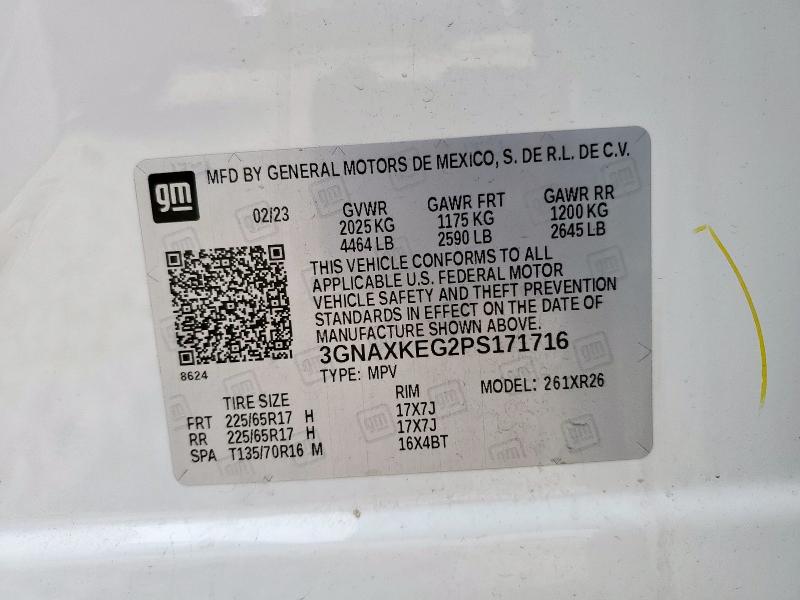 gm
MFD BY GENERAL MOTORS DE MEXICO, S. DE R.L. DE C.V.
02/23 GVWR GAWR FRT GAWR RR
2025 KG 1175 KG 1200 KG
4464 LB 2590 LB 2645 LB
THIS VEHICLE CONFORMS TO ALL
APPLICABLE U.S. FEDERAL MOTOR
VEHICLE SAFETY AND THEFT PREVENTION
STANDARDS IN EFFECT ON THE DATE OF
MANUFACTURE SHOWN ABOVE.
3GNAXKEG2PS171716
8624
TYPE: MPV MODEL: 261XR26
TIRE SIZE RIM
FRT 225/65R17 H 17X7J
RR 225/65R17 H 17X7J
SPA T135/70R16 M 16X4BT